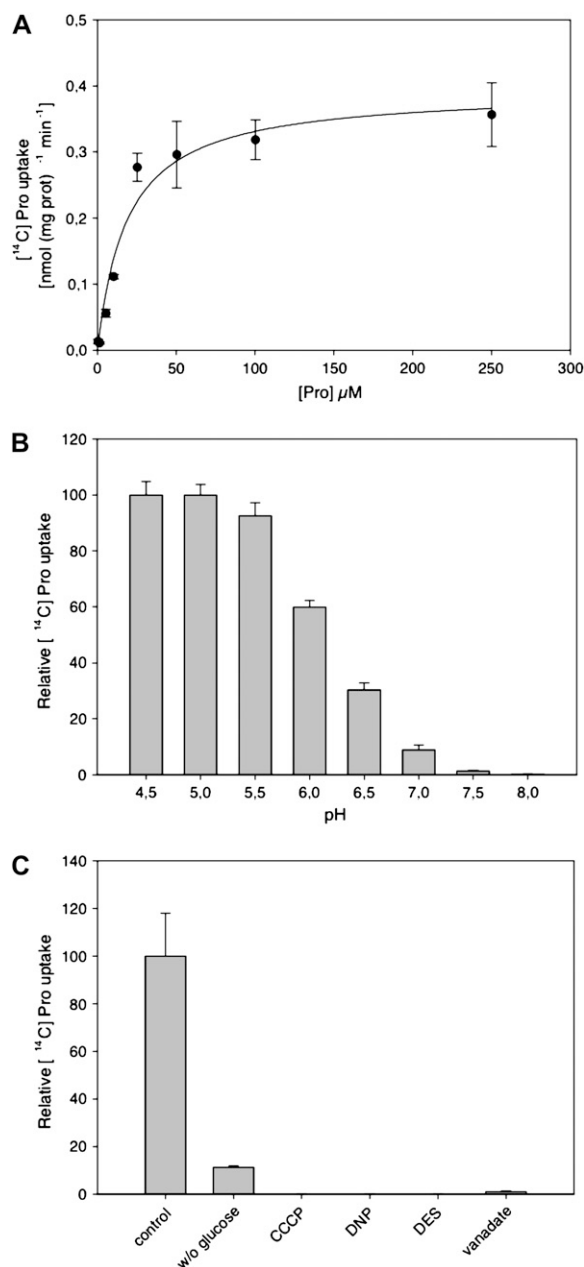 A
0,5
0,4
0,3
0,2
0,1
0,0
[¹⁴C] Pro uptake
[nmol (mg prot) ⁻¹ min⁻¹]
0 50 100 150 200 250 300
[Pro] µM
B
120
100
80
60
40
20
0
Relative [ ¹⁴C] Pro uptake
4,5 5,0 5,5 6,0 6,5 7,0 7,5 8,0
pH
C
140
120
100
80
60
40
20
0
Relative [ ¹⁴C] Pro uptake
control w/o glucose CCCP DNP DES vanadate